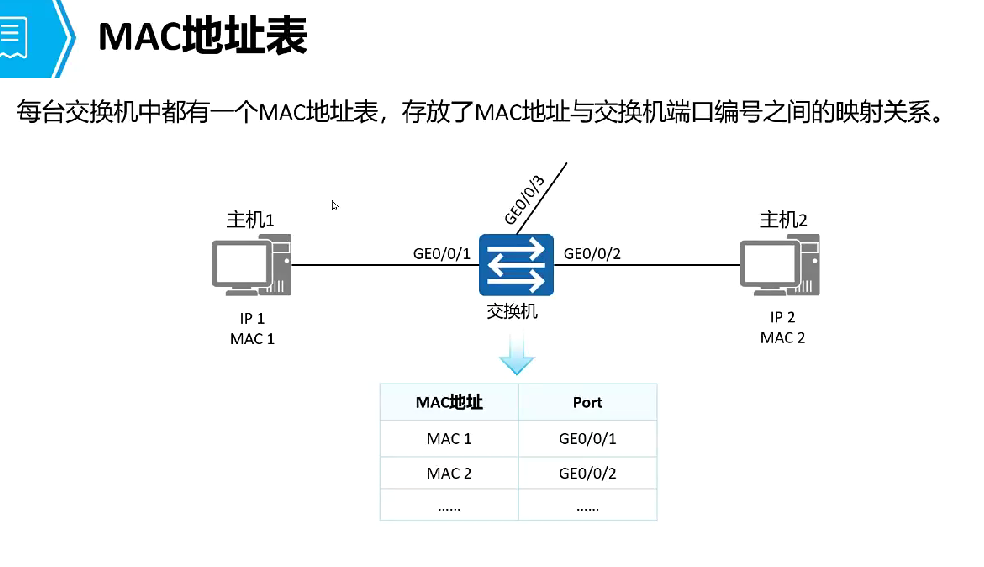 MAC地址表
每台交换机中都有一个MAC地址表，存放了MAC地址与交换机端口编号之间的映射关系。
GE0/0/3
主机1
主机2
GE0/0/1
GE0/0/2
交换机
IP 1
MAC 1
IP 2
MAC 2
MAC地址 Port
MAC 1 GE0/0/1
MAC 2 GE0/0/2
...... ......